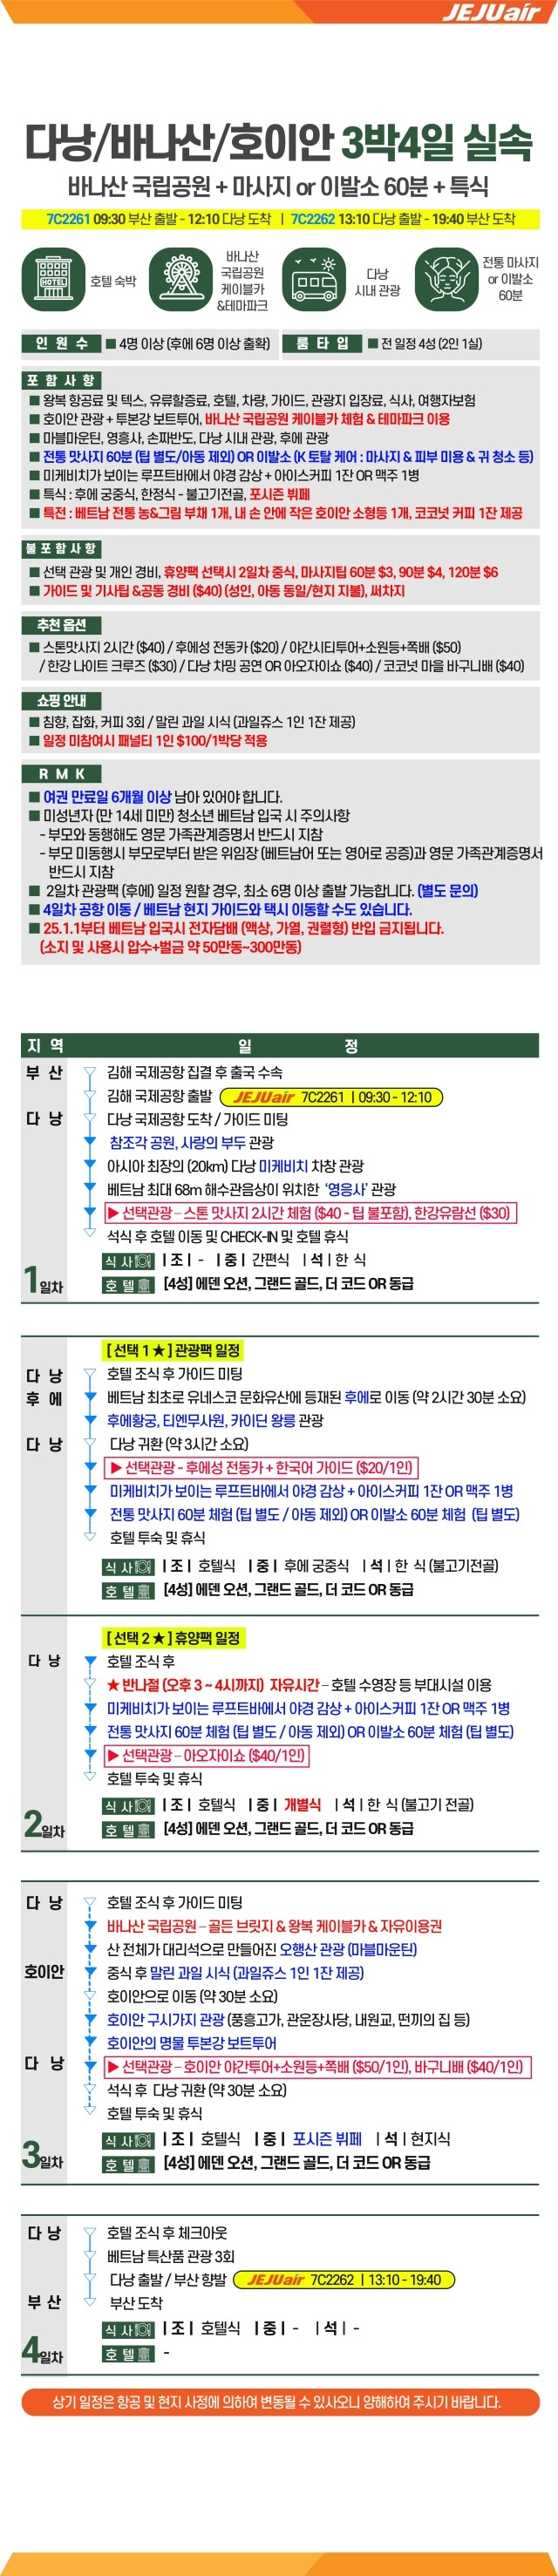 JEJUair
다낭/바나산/호이안 3박4일 실속
바나산 국립공원 + 마사지 or 이발소 60분 + 특식
7C2261 09:30 부산 출발 - 12:10 다낭 도착 | 7C2262 13:10 다낭 출발 - 19:40 부산 도착
HOTEL
호텔 숙박
바나산
국립공원
케이블카
&테마파크
다낭
시내 관광
전통 마사지
or 이발소
60분
인 원 수 ■ 4명 이상 (후에 6명 이상 출확)
룸 타 입 ■ 전 일정 4성 (2인 1실)
포 함 사 항
■ 왕복 항공료 및 텍스, 유류할증료, 호텔, 차량, 가이드, 관광지 입장료, 식사, 여행자보험
■ 호이안 관광 + 투본강 보트투어, 바나산 국립공원 케이블카 체험 & 테마파크 이용
■ 마블마운틴, 영흥사, 손짜반도, 다낭 시내 관광, 후에 관광
■ 전통 맛사지 60분 (팁 별도/아동 제외) OR 이발소 (K 토탈 케어 : 마사지 & 피부 미용 & 귀 청소 등)
■ 미케비치가 보이는 루프트바에서 야경 감상 + 아이스커피 1잔 OR 맥주 1병
■ 특식 : 후에 궁중식, 한정식 - 불고기전골, 포시즌 뷔페
■ 특전 : 베트남 전통 농&그림 부채 1개, 내 손 안에 작은 호이안 소형등 1개, 코코넛 커피 1잔 제공
불 포 함 사 항
■ 선택 관광 및 개인 경비, 휴양팩 선택시 2일차 중식, 마사지팁 60분 $3, 90분 $4, 120분 $6
■ 가이드 및 기사팁 &공동 경비 ($40) (성인, 아동 동일/현지 지불), 써차지
추천 옵션
■ 스톤맛사지 2시간 ($40) / 후에성 전동카 ($20) / 야간시티투어+소원등+쪽배 ($50)
/ 한강 나이트 크루즈 ($30) / 다낭 차밍 공연 OR 아오자이쇼 ($40) / 코코넛 마을 바구니배 ($40)
쇼핑 안내
■ 침향, 잡화, 커피 3회 / 말린 과일 시식 (과일쥬스 1인 1잔 제공)
■ 일정 미참여시 패널티 1인 $100/1박당 적용
R M K
■ 여권 만료일 6개월 이상 남아 있어야 합니다.
■ 미성년자 (만 14세 미만) 청소년 베트남 입국 시 주의사항
- 부모와 동행해도 영문 가족관계증명서 반드시 지참
- 부모 미동행시 부모로부터 받은 위임장 (베트남어 또는 영어로 공증)과 영문 가족관계증명서
반드시 지참
■ 2일차 관광팩 (후에) 일정 원할 경우, 최소 6명 이상 출발 가능합니다. (별도 문의)
■ 4일차 공항 이동 / 베트남 현지 가이드와 택시 이동할 수도 있습니다.
■ 25.1.1부터 베트남 입국시 전자담배 (액상, 가열, 궐렬형) 반입 금지됩니다.
(소지 및 사용시 압수+벌금 약 50만동~300만동)
지 역 일 정
부 산 김해 국제공항 집결 후 출국 수속
김해 국제공항 출발 JEJUair 7C2261 | 09:30 - 12:10
다 낭 다낭 국제공항 도착 / 가이드 미팅
참조각 공원, 사랑의 부두 관광
아시아 최장의 (20km) 다낭 미케비치 차창 관광
베트남 최대 68m 해수관음상이 위치한 '영응사' 관광
▶ 선택관광 – 스톤 맛사지 2시간 체험 ($40 - 팁 불포함), 한강유람선 ($30)
석식 후 호텔 이동 및 CHECK-IN 및 호텔 휴식
식 사 | 조 | - | 중 | 간편식 | 석 | 한 식
1일차 호 텔 [4성] 에덴 오션, 그랜드 골드, 더 코드 OR 동급
[ 선택 1 ★ ] 관광팩 일정
다 낭 호텔 조식 후 가이드 미팅
후 에 베트남 최초로 유네스코 문화유산에 등재된 후에로 이동 (약 2시간 30분 소요)
후에황궁, 티엔무사원, 카이딘 왕릉 관광
다 낭 다낭 귀환 (약 3시간 소요)
▶ 선택관광 - 후에성 전동카 + 한국어 가이드 ($20/1인)
미케비치가 보이는 루프트바에서 야경 감상 + 아이스커피 1잔 OR 맥주 1병
전통 맛사지 60분 체험 (팁 별도 / 아동 제외) OR 이발소 60분 체험 (팁 별도)
호텔 투숙 및 휴식
식 사 | 조 | 호텔식 | 중 | 후에 궁중식 | 석 | 한 식 (불고기전골)
호 텔 [4성] 에덴 오션, 그랜드 골드, 더 코드 OR 동급
[ 선택 2 ★ ] 휴양팩 일정
다 낭 호텔 조식 후
★ 반나절 (오후 3 ~ 4시까지) 자유시간 – 호텔 수영장 등 부대시설 이용
미케비치가 보이는 루프트바에서 야경 감상 + 아이스커피 1잔 OR 맥주 1병
전통 맛사지 60분 체험 (팁 별도 / 아동 제외) OR 이발소 60분 체험 (팁 별도)
▶ 선택관광 – 아오자이쇼 ($40/1인)
호텔 투숙 및 휴식
식 사 | 조 | 호텔식 | 중 | 개별식 | 석 | 한 식 (불고기 전골)
2일차 호 텔 [4성] 에덴 오션, 그랜드 골드, 더 코드 OR 동급
다 낭 호텔 조식 후 가이드 미팅
바나산 국립공원 – 골든 브릿지 & 왕복 케이블카 & 자유이용권
산 전체가 대리석으로 만들어진 오행산 관광 (마블마운틴)
호이안 중식 후 말린 과일 시식 (과일쥬스 1인 1잔 제공)
호이안으로 이동 (약 30분 소요)
호이안 구시가지 관광 (풍흥고가, 관운장사당, 내원교, 떤끼의 집 등)
호이안의 명물 투본강 보트투어
다 낭 ▶ 선택관광 – 호이안 야간투어+소원등+쪽배 ($50/1인), 바구니배 ($40/1인)
석식 후 다낭 귀환 (약 30분 소요)
호텔 투숙 및 휴식
식 사 | 조 | 호텔식 | 중 | 포시즌 뷔페 | 석 | 현지식
3일차 호 텔 [4성] 에덴 오션, 그랜드 골드, 더 코드 OR 동급
다 낭 호텔 조식 후 체크아웃
베트남 특산품 관광 3회
다낭 출발 / 부산 향발 JEJUair 7C2262 | 13:10 - 19:40
부 산 부산 도착
식 사 | 조 | 호텔식 | 중 | - | 석 | -
4일차 호 텔 -
상기 일정은 항공 및 현지 사정에 의하여 변동될 수 있사오니 양해하여 주시기 바랍니다.